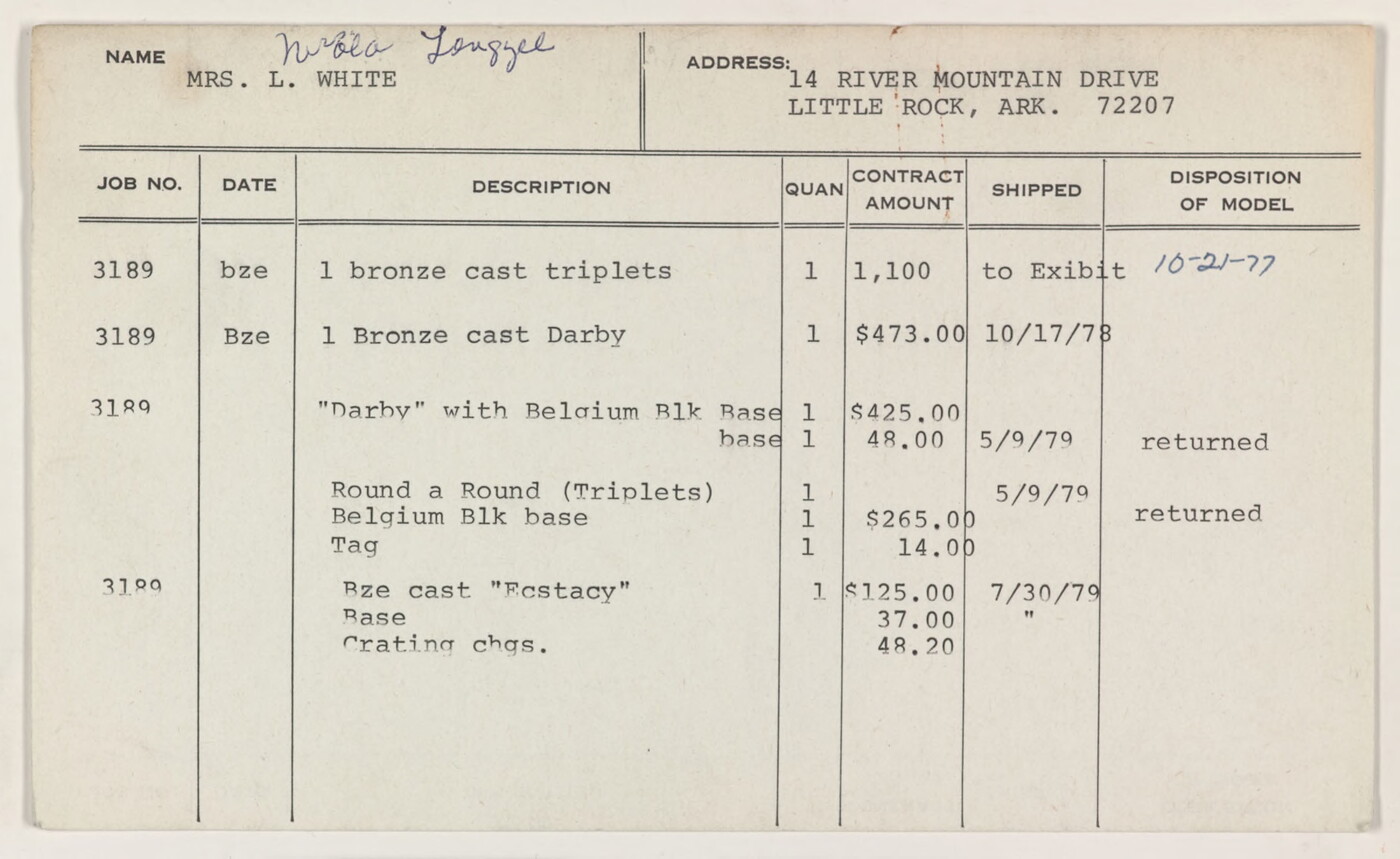 NAME
MRS. L. WHITE
ADDRESS:
14 RIVER MOUNTAIN DRIVE
LITTLE ROCK, ARK. 72207
JOB NO. DATE DESCRIPTION QUAN CONTRACT AMOUNT SHIPPED DISPOSITION OF MODEL
3189 bze 1 bronze cast triplets 1 1,100 to Exibit 10-21-77
3189 Bze 1 Bronze cast Darby 1 $473.00 10/17/78
3189 "Darby" with Belgium Blk Base 1 $425.00
base 1 48.00 5/9/79 returned
Round a Round (Triplets) 1 5/9/79
Belgium Blk base 1 $265.00 returned
Tag 1 14.00
3189 Bze cast "Ecstacy" 1 $125.00 7/30/79
Base 37.00 "
Crating chgs. 48.20